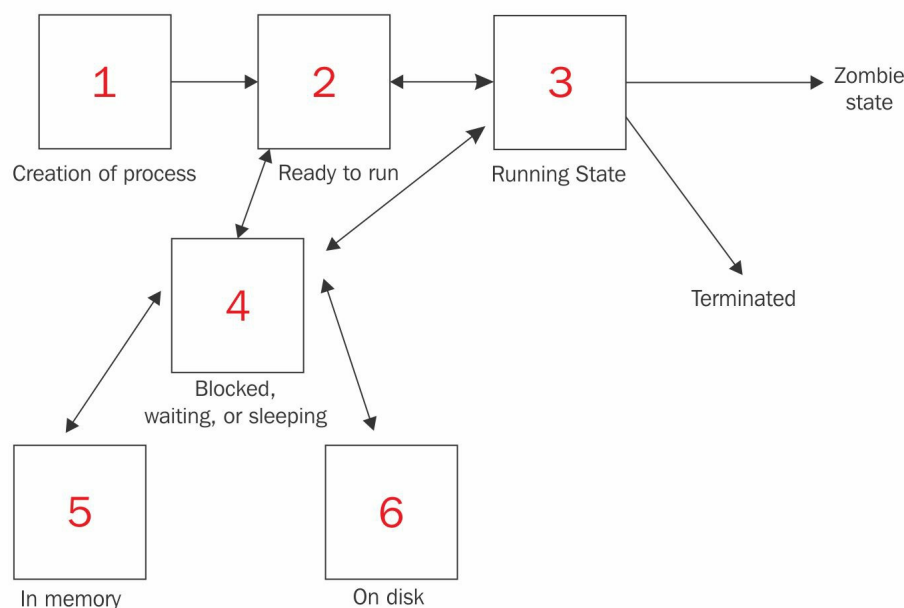 1
2
3
Zombie
state
Creation of process
Ready to run
Running State
4
Terminated
Blocked,
waiting, or sleeping
5
6
In memory
On disk